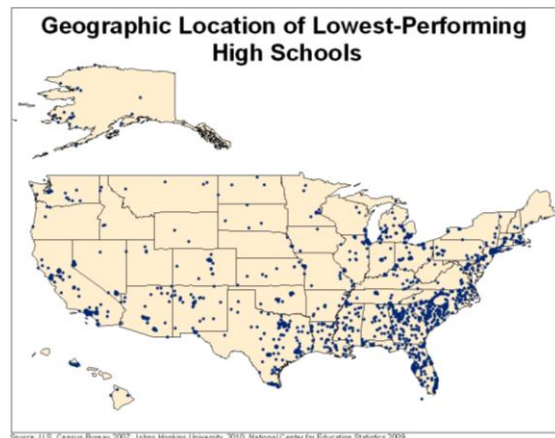 Geographic Location of Lowest-Performing
High Schools
Source: U.S. Census Bureau 2007, Johns Hopkins University, 2010, National Center for Education Statistics 2009